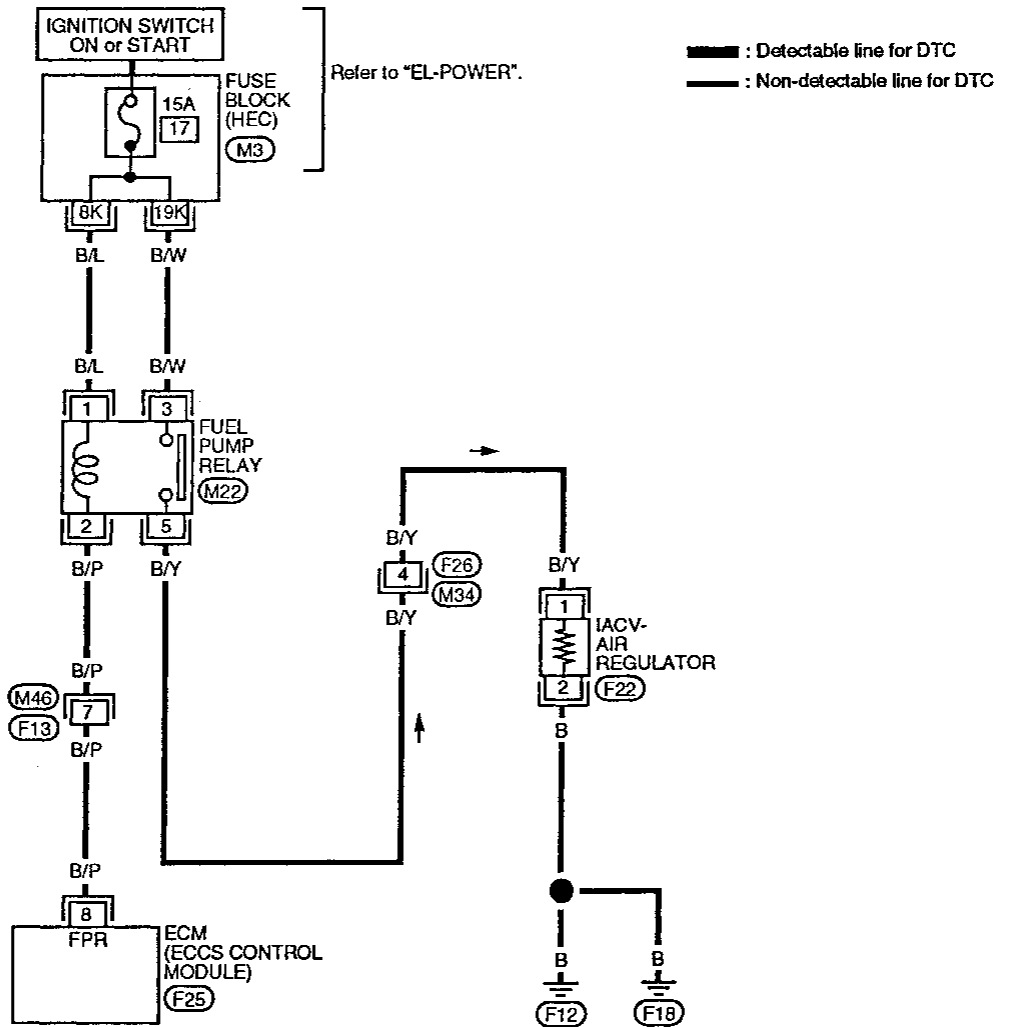 IGNITION SWITCH
ON or START
Refer to "EL-POWER".
: Detectable line for DTC
: Non-detectable line for DTC
FUSE
BLOCK
(HEC)
M3
15A
17
8K
19K
B/L
B/W
B/L
B/W
1
3
FUEL
PUMP
RELAY
M22
2
5
B/P
B/Y
B/Y
4
F26
M34
B/Y
B/Y
1
IACV-
AIR
REGULATOR
2
F22
B
B/P
M46
7
F13
B/P
B/P
8
FPR
ECM
(ECCS CONTROL
MODULE)
F25
B
B
F12
F18